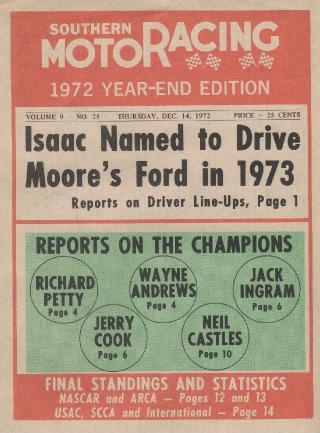 SOUTHERN
MOTORACING
1972 YEAR-END EDITION
VOLUME 9 - NO. 25 THURSDAY, DEC. 14, 1972 PRICE - 25 CENTS
Isaac Named to Drive
Moore's Ford in 1973
Reports on Driver Line-Ups, Page 1
REPORTS ON THE CHAMPIONS
RICHARD
PETTY
Page 4
WAYNE
ANDREWS
Page 4
JACK
INGRAM
Page 6
JERRY
COOK
Page 6
NEIL
CASTLES
Page 10
FINAL STANDINGS AND STATISTICS
NASCAR and ARCA - Pages 12 and 13
USAC, SCCA and International - Page 14